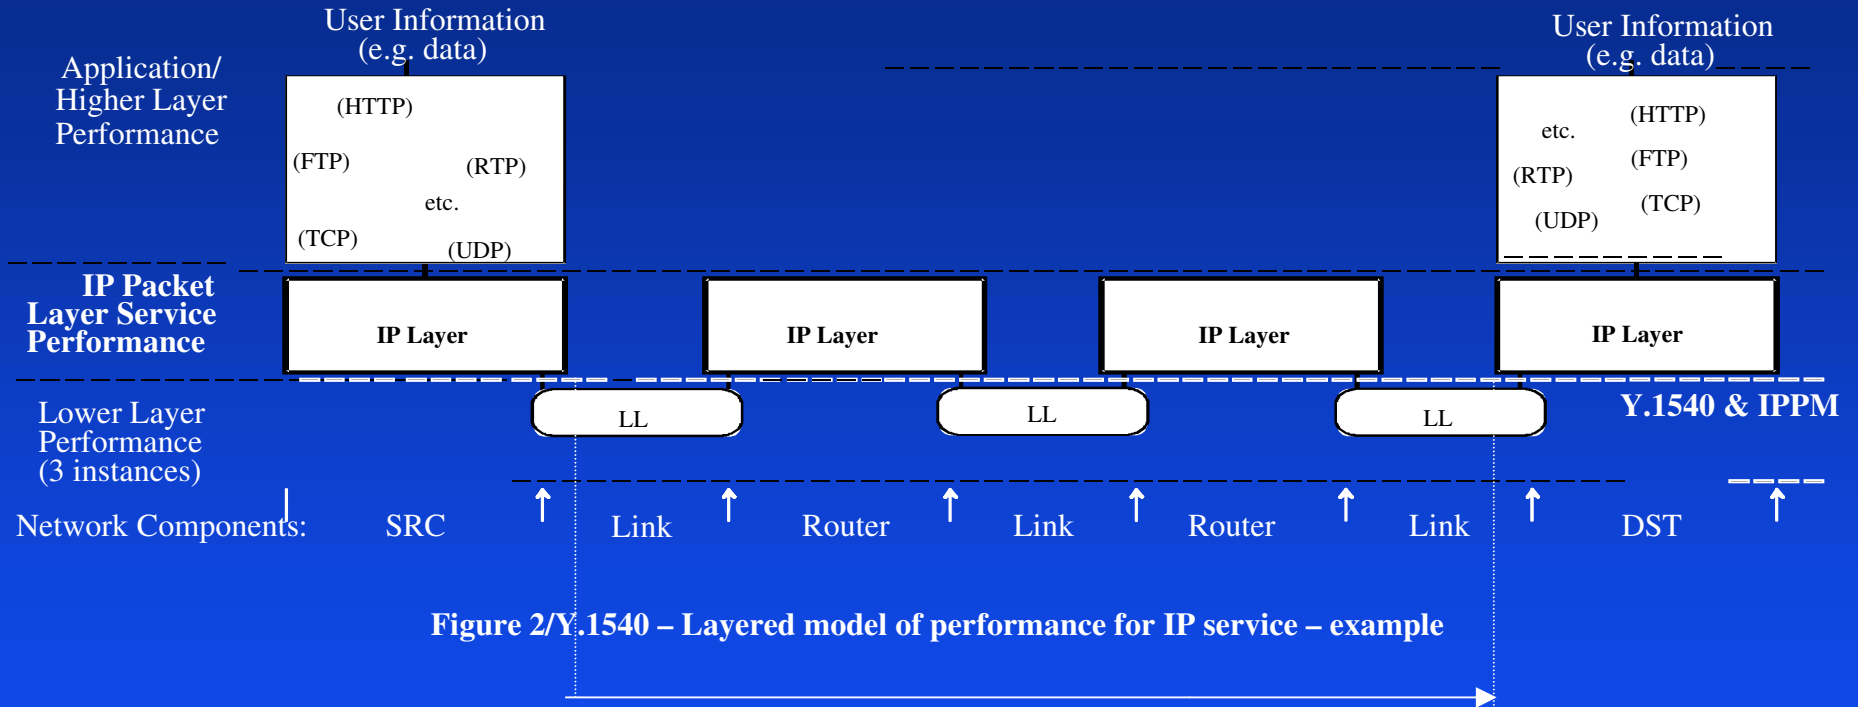 User Information
(e.g. data)
User Information
(e.g. data)
Application/
Higher Layer
Performance
(HTTP)
(FTP)
(RTP)
etc.
(TCP)
(UDP)
(HTTP)
etc.
(FTP)
(RTP)
(TCP)
(UDP)
IP Packet
Layer Service
Performance
IP Layer
IP Layer
IP Layer
IP Layer
Lower Layer
Performance
(3 instances)
LL
LL
LL
Y.1540 & IPPM
Network Components:
SRC
Link
Router
Link
Router
Link
DST
Figure 2/Y.1540 – Layered model of performance for IP service – example